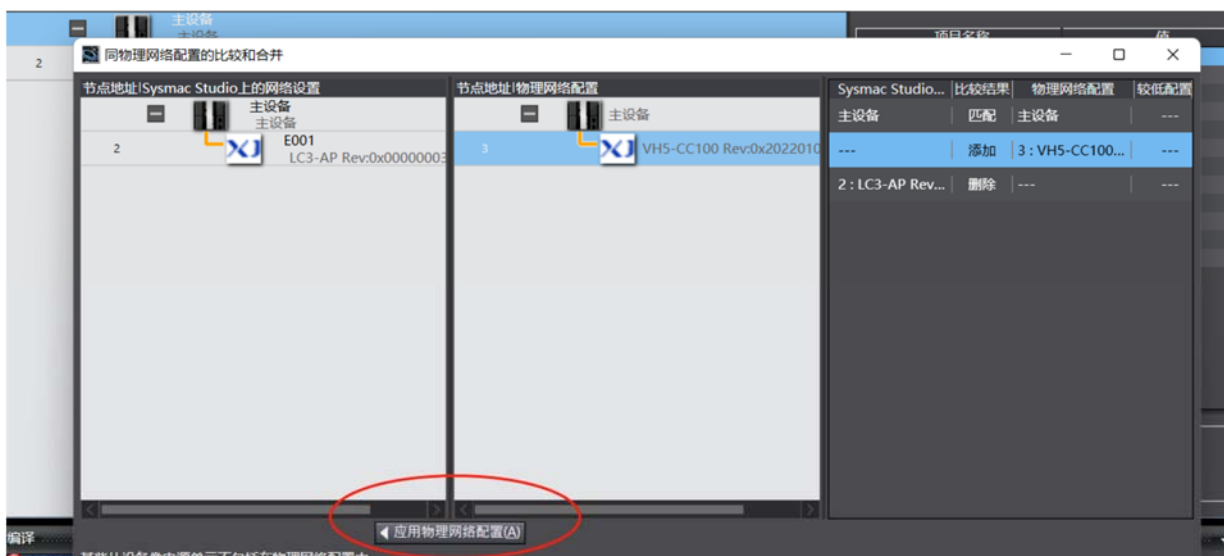 主设备
主设备
项目名称 值
2
同物理网络配置的比较和合并
节点地址|Sysmac Studio上的网络设置
主设备
主设备
2
E001
LC3-AP Rev:0x00000003
节点地址|物理网络配置
主设备
3
VH5-CC100 Rev:0x2022010
Sysmac Studio... 比较结果 物理网络配置 较低配置
主设备 匹配 主设备 ---
--- 添加 3 : VH5-CC100... ---
2 : LC3-AP Rev... 删除 --- ---
应用物理网络配置(A)
编译